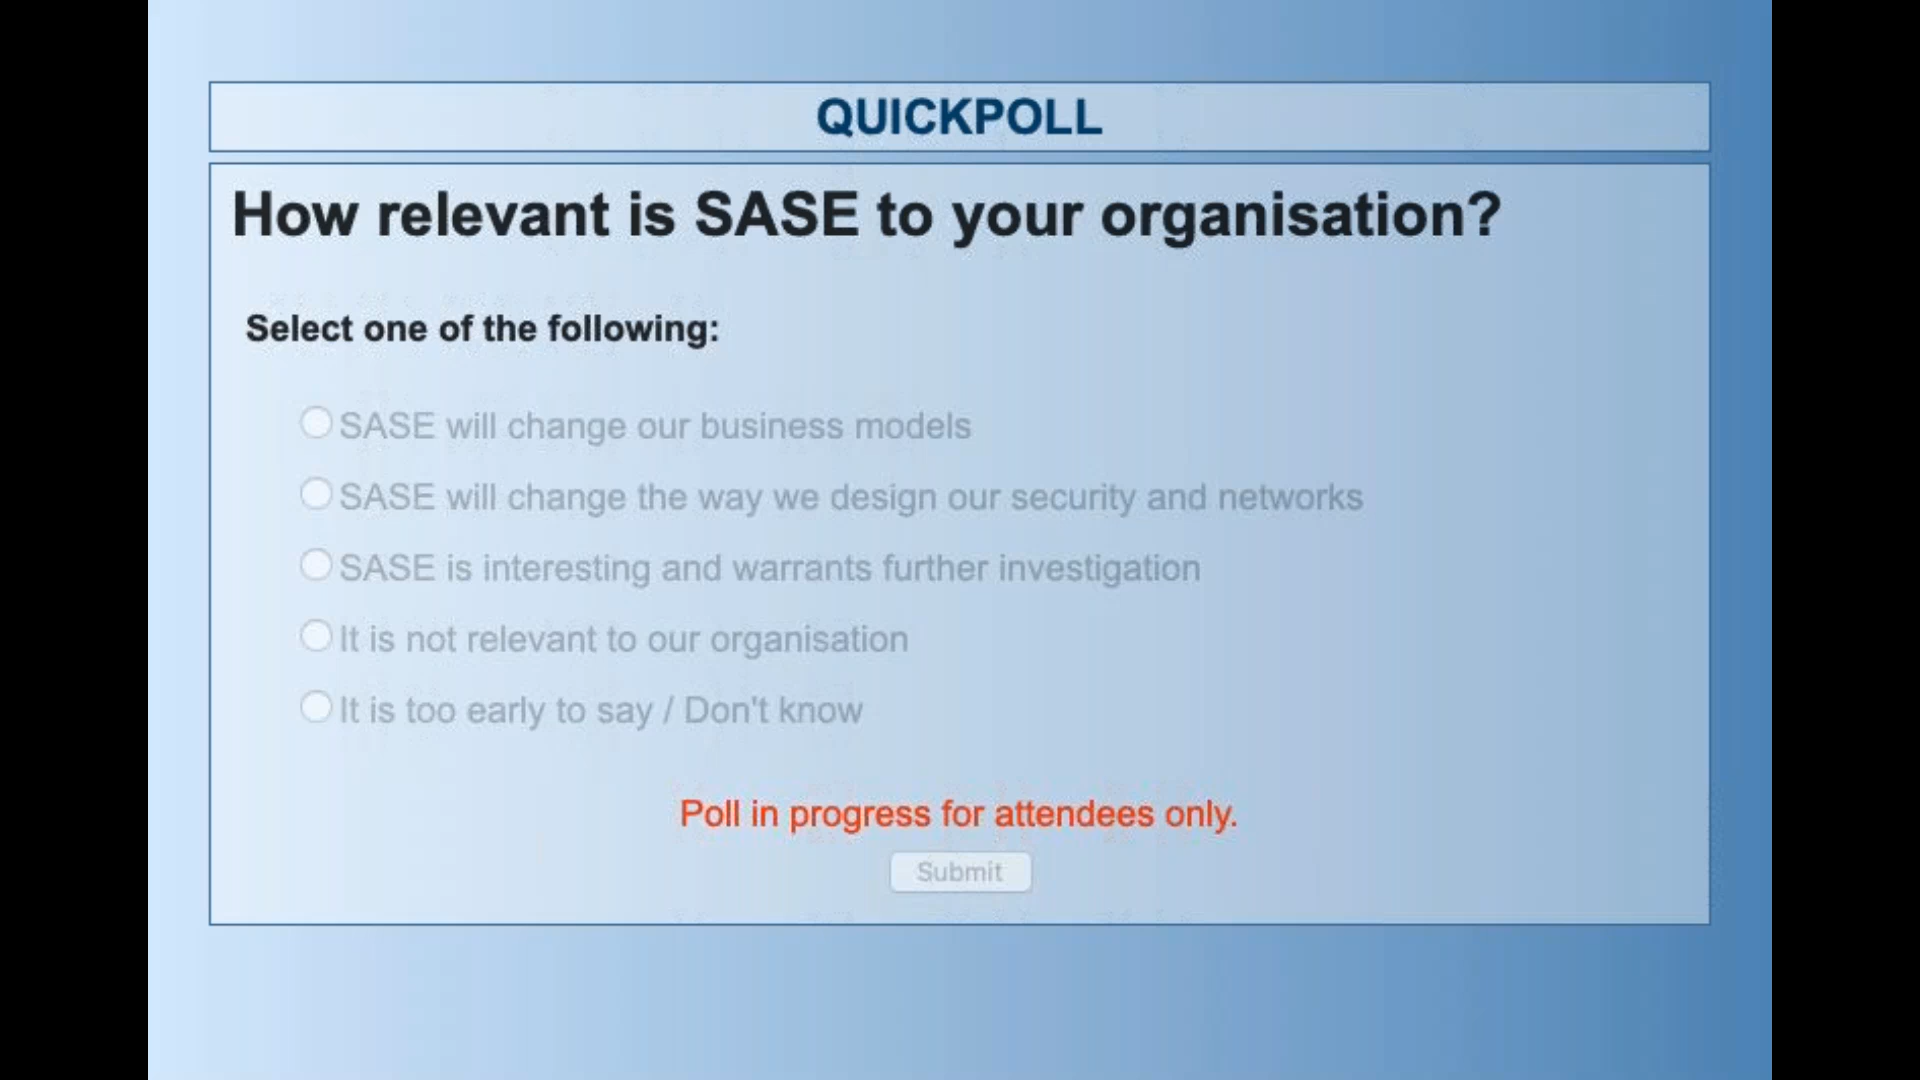 QUICKPOLL
How relevant is SASE to your organisation?
Select one of the following:
SASE will change our business models
SASE will change the way we design our security and networks
SASE is interesting and warrants further investigation
It is not relevant to our organisation
It is too early to say / Don't know
Poll in progress for attendees only.
Submit